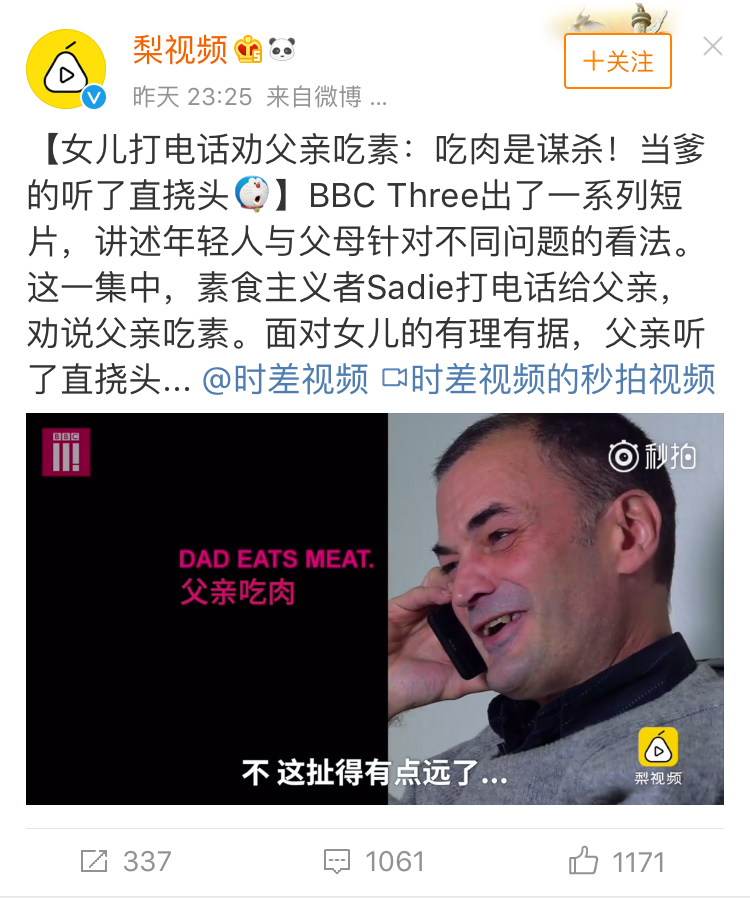 梨视频
+关注
昨天 23:25 来自微博 ...
【女儿打电话劝父亲吃素：吃肉是谋杀！当爹
的听了直挠头】BBC Three出了一系列短
片，讲述年轻人与父母针对不同问题的看法。
这一集中，素食主义者Sadie打电话给父亲，
劝说父亲吃素。面对女儿的有理有据，父亲听
了直挠头... @时差视频 时差视频的秒拍视频
BBC
III!
秒拍
DAD EATS MEAT.
父亲吃肉
梨视频
不 这扯得有点远了...
337 1061 1171